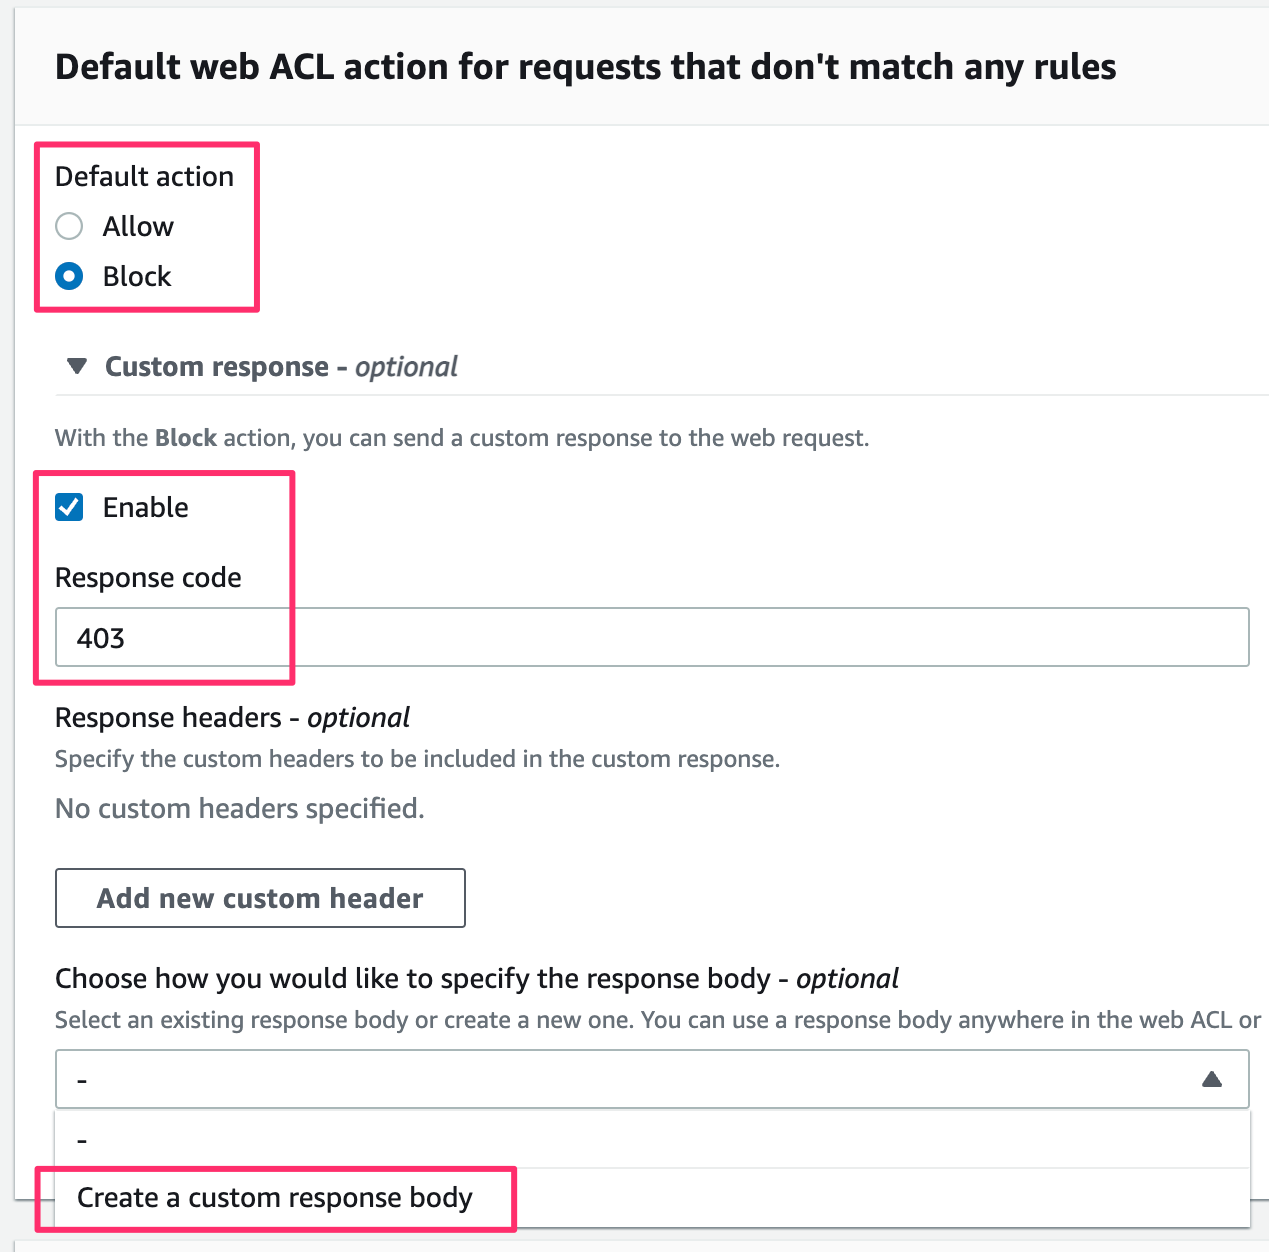 Default web ACL action for requests that don't match any rules
Default action
Allow
Block
Custom response - optional
With the Block action, you can send a custom response to the web request.
Enable
Response code
403
Response headers - optional
Specify the custom headers to be included in the custom response.
No custom headers specified.
Add new custom header
Choose how you would like to specify the response body - optional
Select an existing response body or create a new one. You can use a response body anywhere in the web ACL or
-
-
Create a custom response body